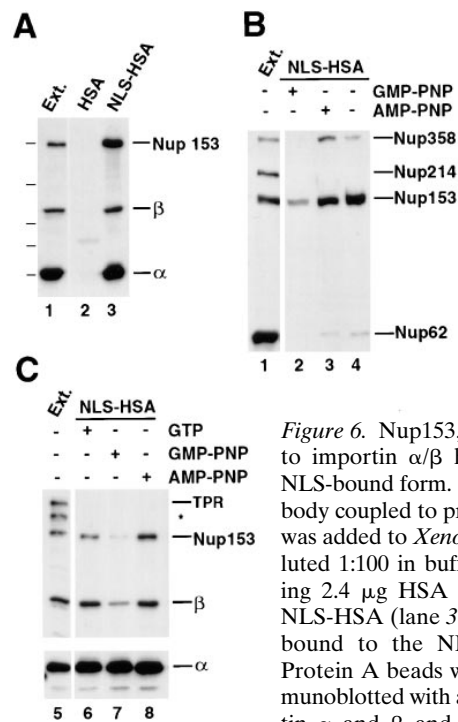 A
Ext.
HSA
NLS-HSA
Nup 153
β
α
1 2 3
B
Ext.
NLS-HSA
- + - - GMP-PNP
- - + - AMP-PNP
Nup358
Nup214
Nup153
Nup62
1 2 3 4
C
Ext.
NLS-HSA
- + - - GTP
- - + - GMP-PNP
- - - + AMP-PNP
TPR
*
Nup153
β
α
5 6 7 8
Figure 6. Nup153,
to importin α/β
NLS-bound form.
body coupled to pr
was added to Xeno
luted 1:100 in buff
ing 2.4 μg HSA
NLS-HSA (lane 3
bound to the NL
Protein A beads w
munoblotted with a
tin α and β and